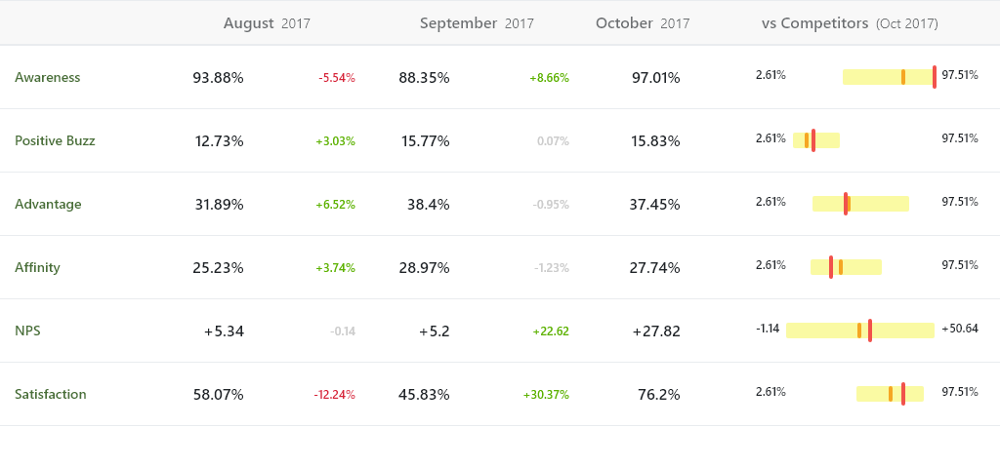 August 2017 September 2017 October 2017 vs Competitors (Oct 2017)
Awareness 93.88% -5.54% 88.35% +8.66% 97.01% 2.61% 97.51%
Positive Buzz 12.73% +3.03% 15.77% 0.07% 15.83% 2.61% 97.51%
Advantage 31.89% +6.52% 38.4% -0.95% 37.45% 2.61% 97.51%
Affinity 25.23% +3.74% 28.97% -1.23% 27.74% 2.61% 97.51%
NPS +5.34 -0.14 +5.2 +22.62 +27.82 -1.14 +50.64
Satisfaction 58.07% -12.24% 45.83% +30.37% 76.2% 2.61% 97.51%